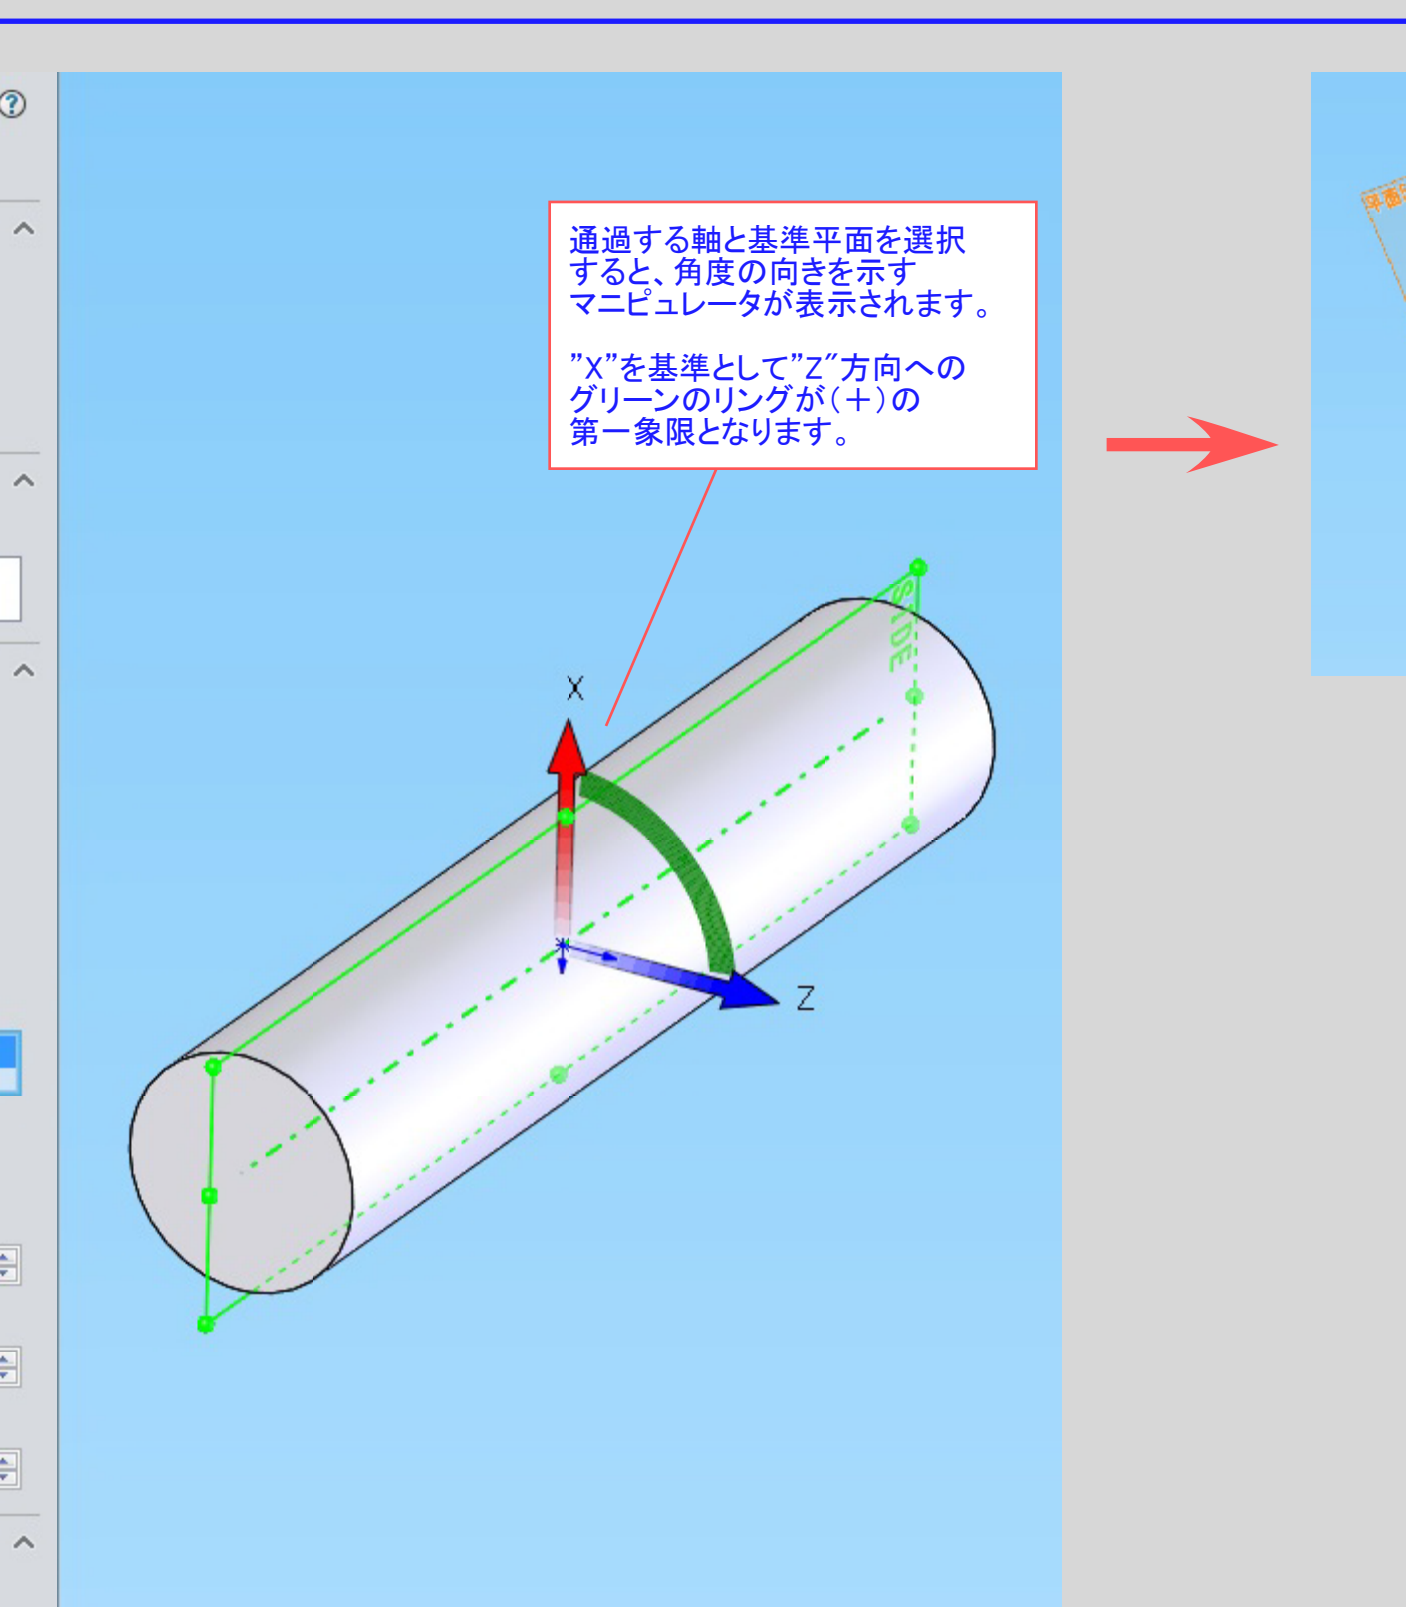 通過する軸と基準平面を選択
すると、角度の向きを示す
マニピュレータが表示されます。
”X”を基準として”Z”方向への
グリーンのリングが(+)の
第一象限となります。
SIDE
X
Z
平面